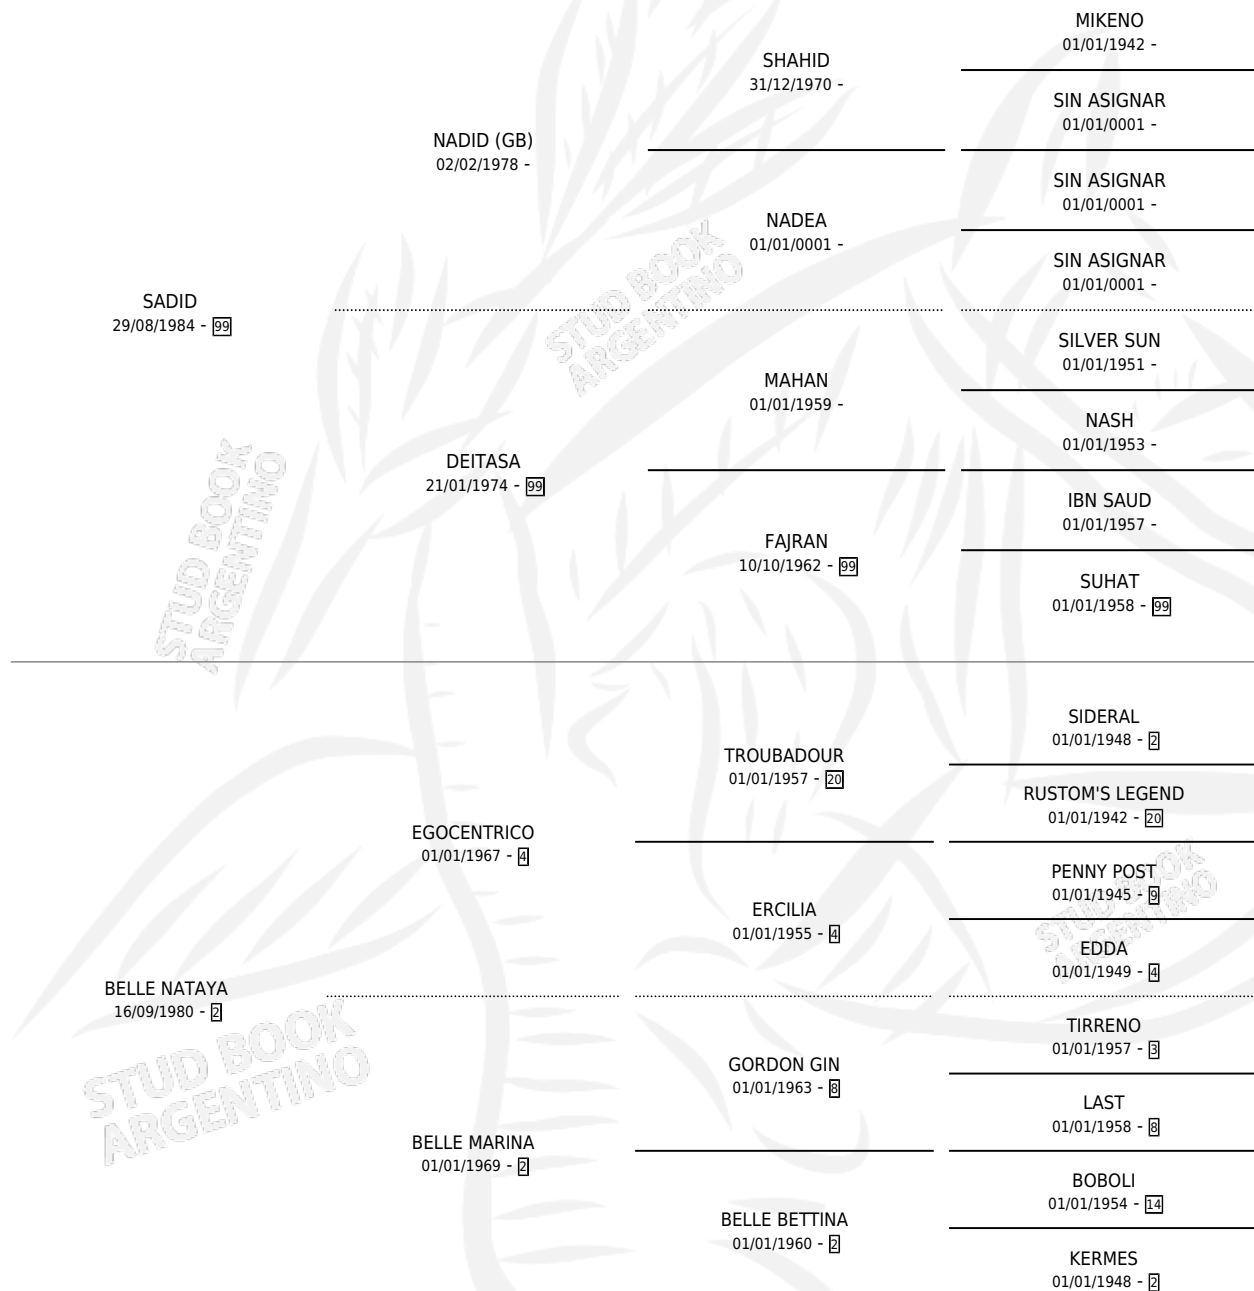 MIKENO
01/01/1942 -
SHAHID
31/12/1970 -
SIN ASIGNAR
01/01/0001 -
NADID (GB)
02/02/1978 -
SIN ASIGNAR
01/01/0001 -
NADEA
01/01/0001 -
SIN ASIGNAR
01/01/0001 -
SADID
29/08/1984 - 99
SILVER SUN
01/01/1951 -
MAHAN
01/01/1959 -
NASH
01/01/1953 -
DEITASA
21/01/1974 - 99
IBN SAUD
01/01/1957 -
FAJRAN
10/10/1962 - 99
SUHAT
01/01/1958 - 99
SIDERAL
01/01/1948 - 2
TROUBADOUR
01/01/1957 - 20
RUSTOM'S LEGEND
01/01/1942 - 20
EGOCENTRICO
01/01/1967 - 4
PENNY POST
01/01/1945 - 9
ERCILIA
01/01/1955 - 4
EDDA
01/01/1949 - 4
BELLE NATAYA
16/09/1980 - 2
TIRRENO
01/01/1957 - 3
GORDON GIN
01/01/1963 - 8
LAST
01/01/1958 - 8
BELLE MARINA
01/01/1969 - 2
BOBOLI
01/01/1954 - 14
BELLE BETTINA
01/01/1960 - 2
KERMES
01/01/1948 - 2
STUD BOOK
ARGENTINO
STUD BOOK
ARGENTINO
STUD BOOK
ARGENTINO
STUD BOOK
ARGENTINO